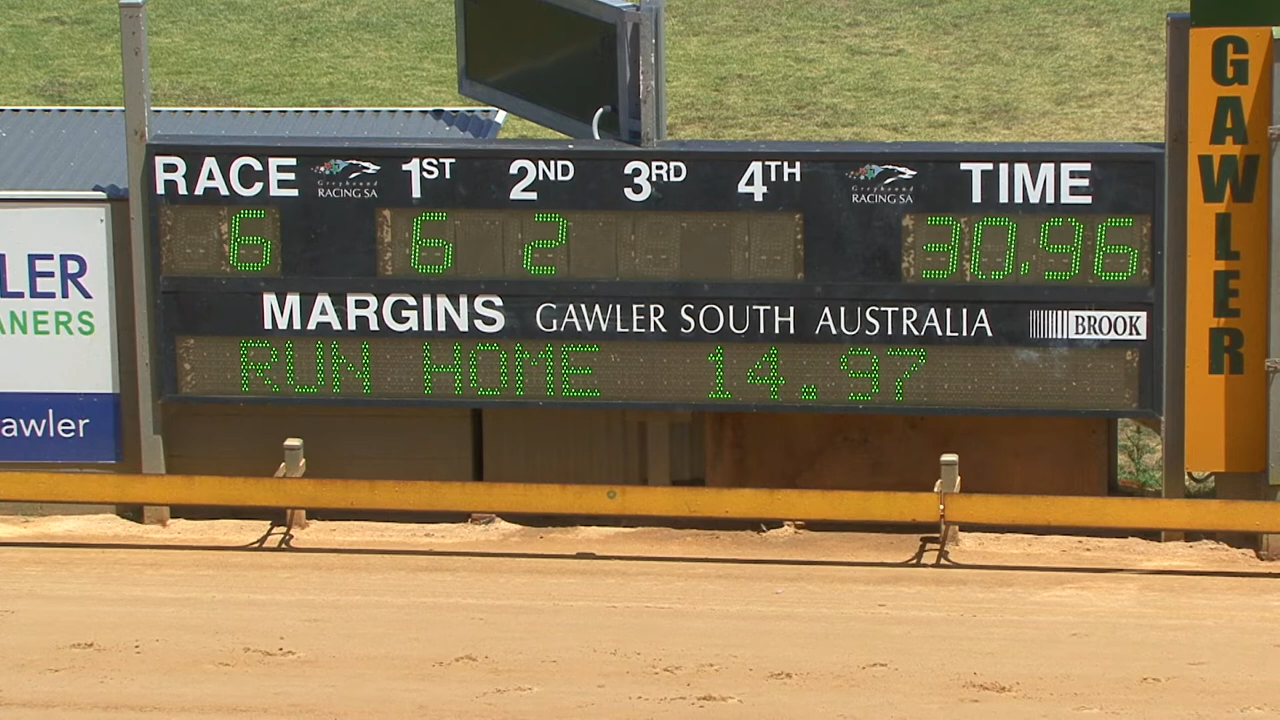 RACE
Greyhound
RACING SA
1ST 2ND 3RD 4TH
Greyhound
RACING SA
TIME
6 6 2 30.96
MARGINS GAWLER SOUTH AUSTRALIA BROOK
RUN HOME 14.97
LER
ANERS
awler
GAWLER